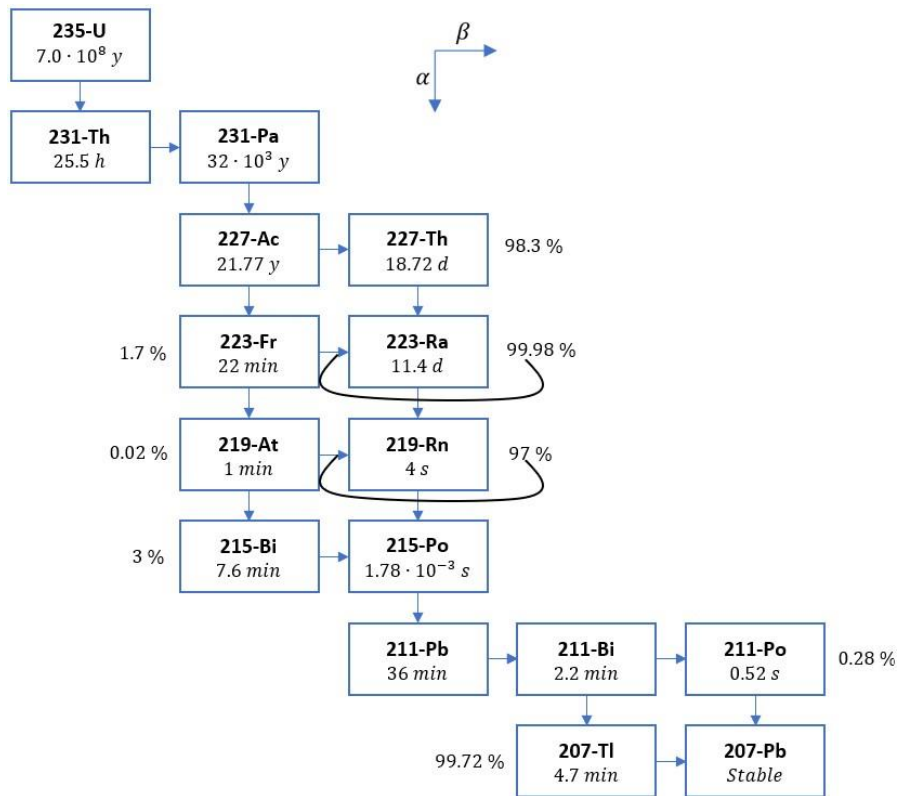 235-U
7.0 · 10⁸ y
β
α
231-Th
25.5 h
231-Pa
32 · 10³ y
227-Ac
21.77 y
227-Th
18.72 d
98.3 %
1.7 %
223-Fr
22 min
223-Ra
11.4 d
99.98 %
0.02 %
219-At
1 min
219-Rn
4 s
97 %
3 %
215-Bi
7.6 min
215-Po
1.78 · 10⁻³ s
211-Pb
36 min
211-Bi
2.2 min
211-Po
0.52 s
0.28 %
99.72 %
207-Tl
4.7 min
207-Pb
Stable